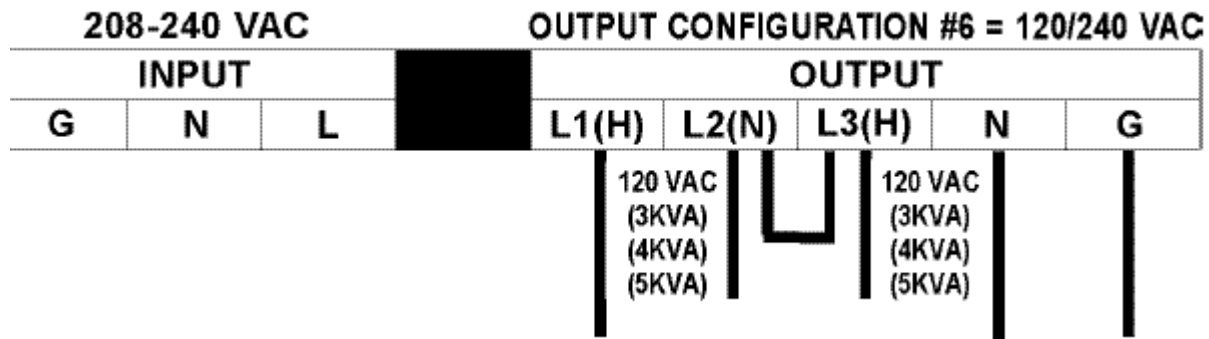 208-240 VAC OUTPUT CONFIGURATION #6 = 120/240 VAC
INPUT OUTPUT
G N L L1(H) L2(N) L3(H) N G
120 VAC 120 VAC
(3KVA) (3KVA)
(4KVA) (4KVA)
(5KVA) (5KVA)